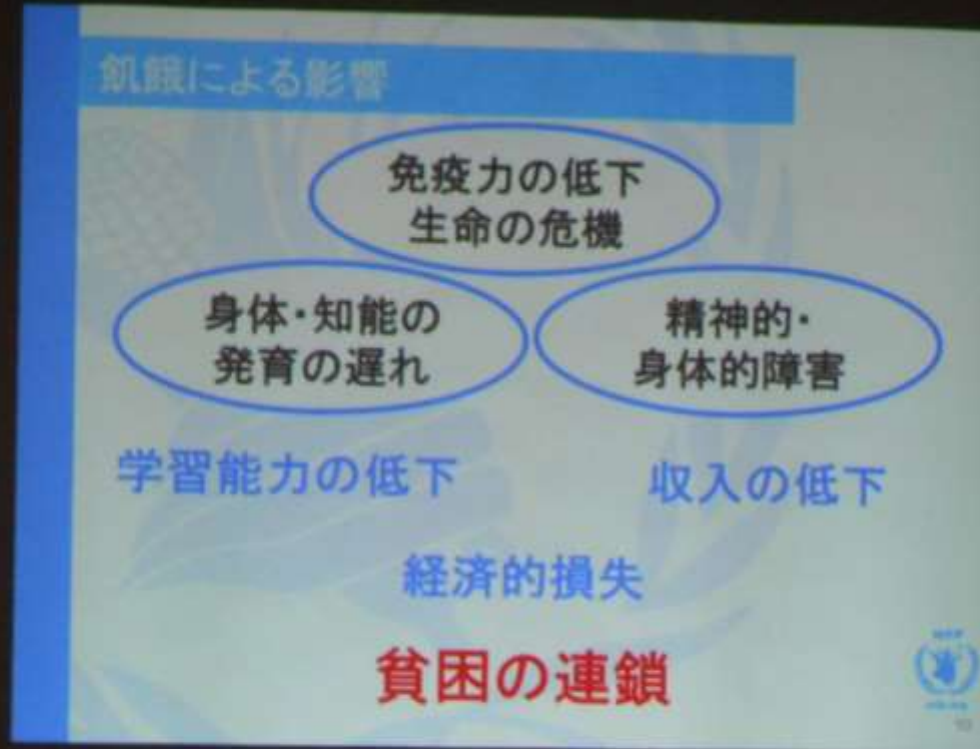 飢餓による影響
免疫力の低下
生命の危機
身体・知能の
発育の遅れ
精神的・
身体的障害
学習能力の低下
収入の低下
経済的損失
貧困の連鎖